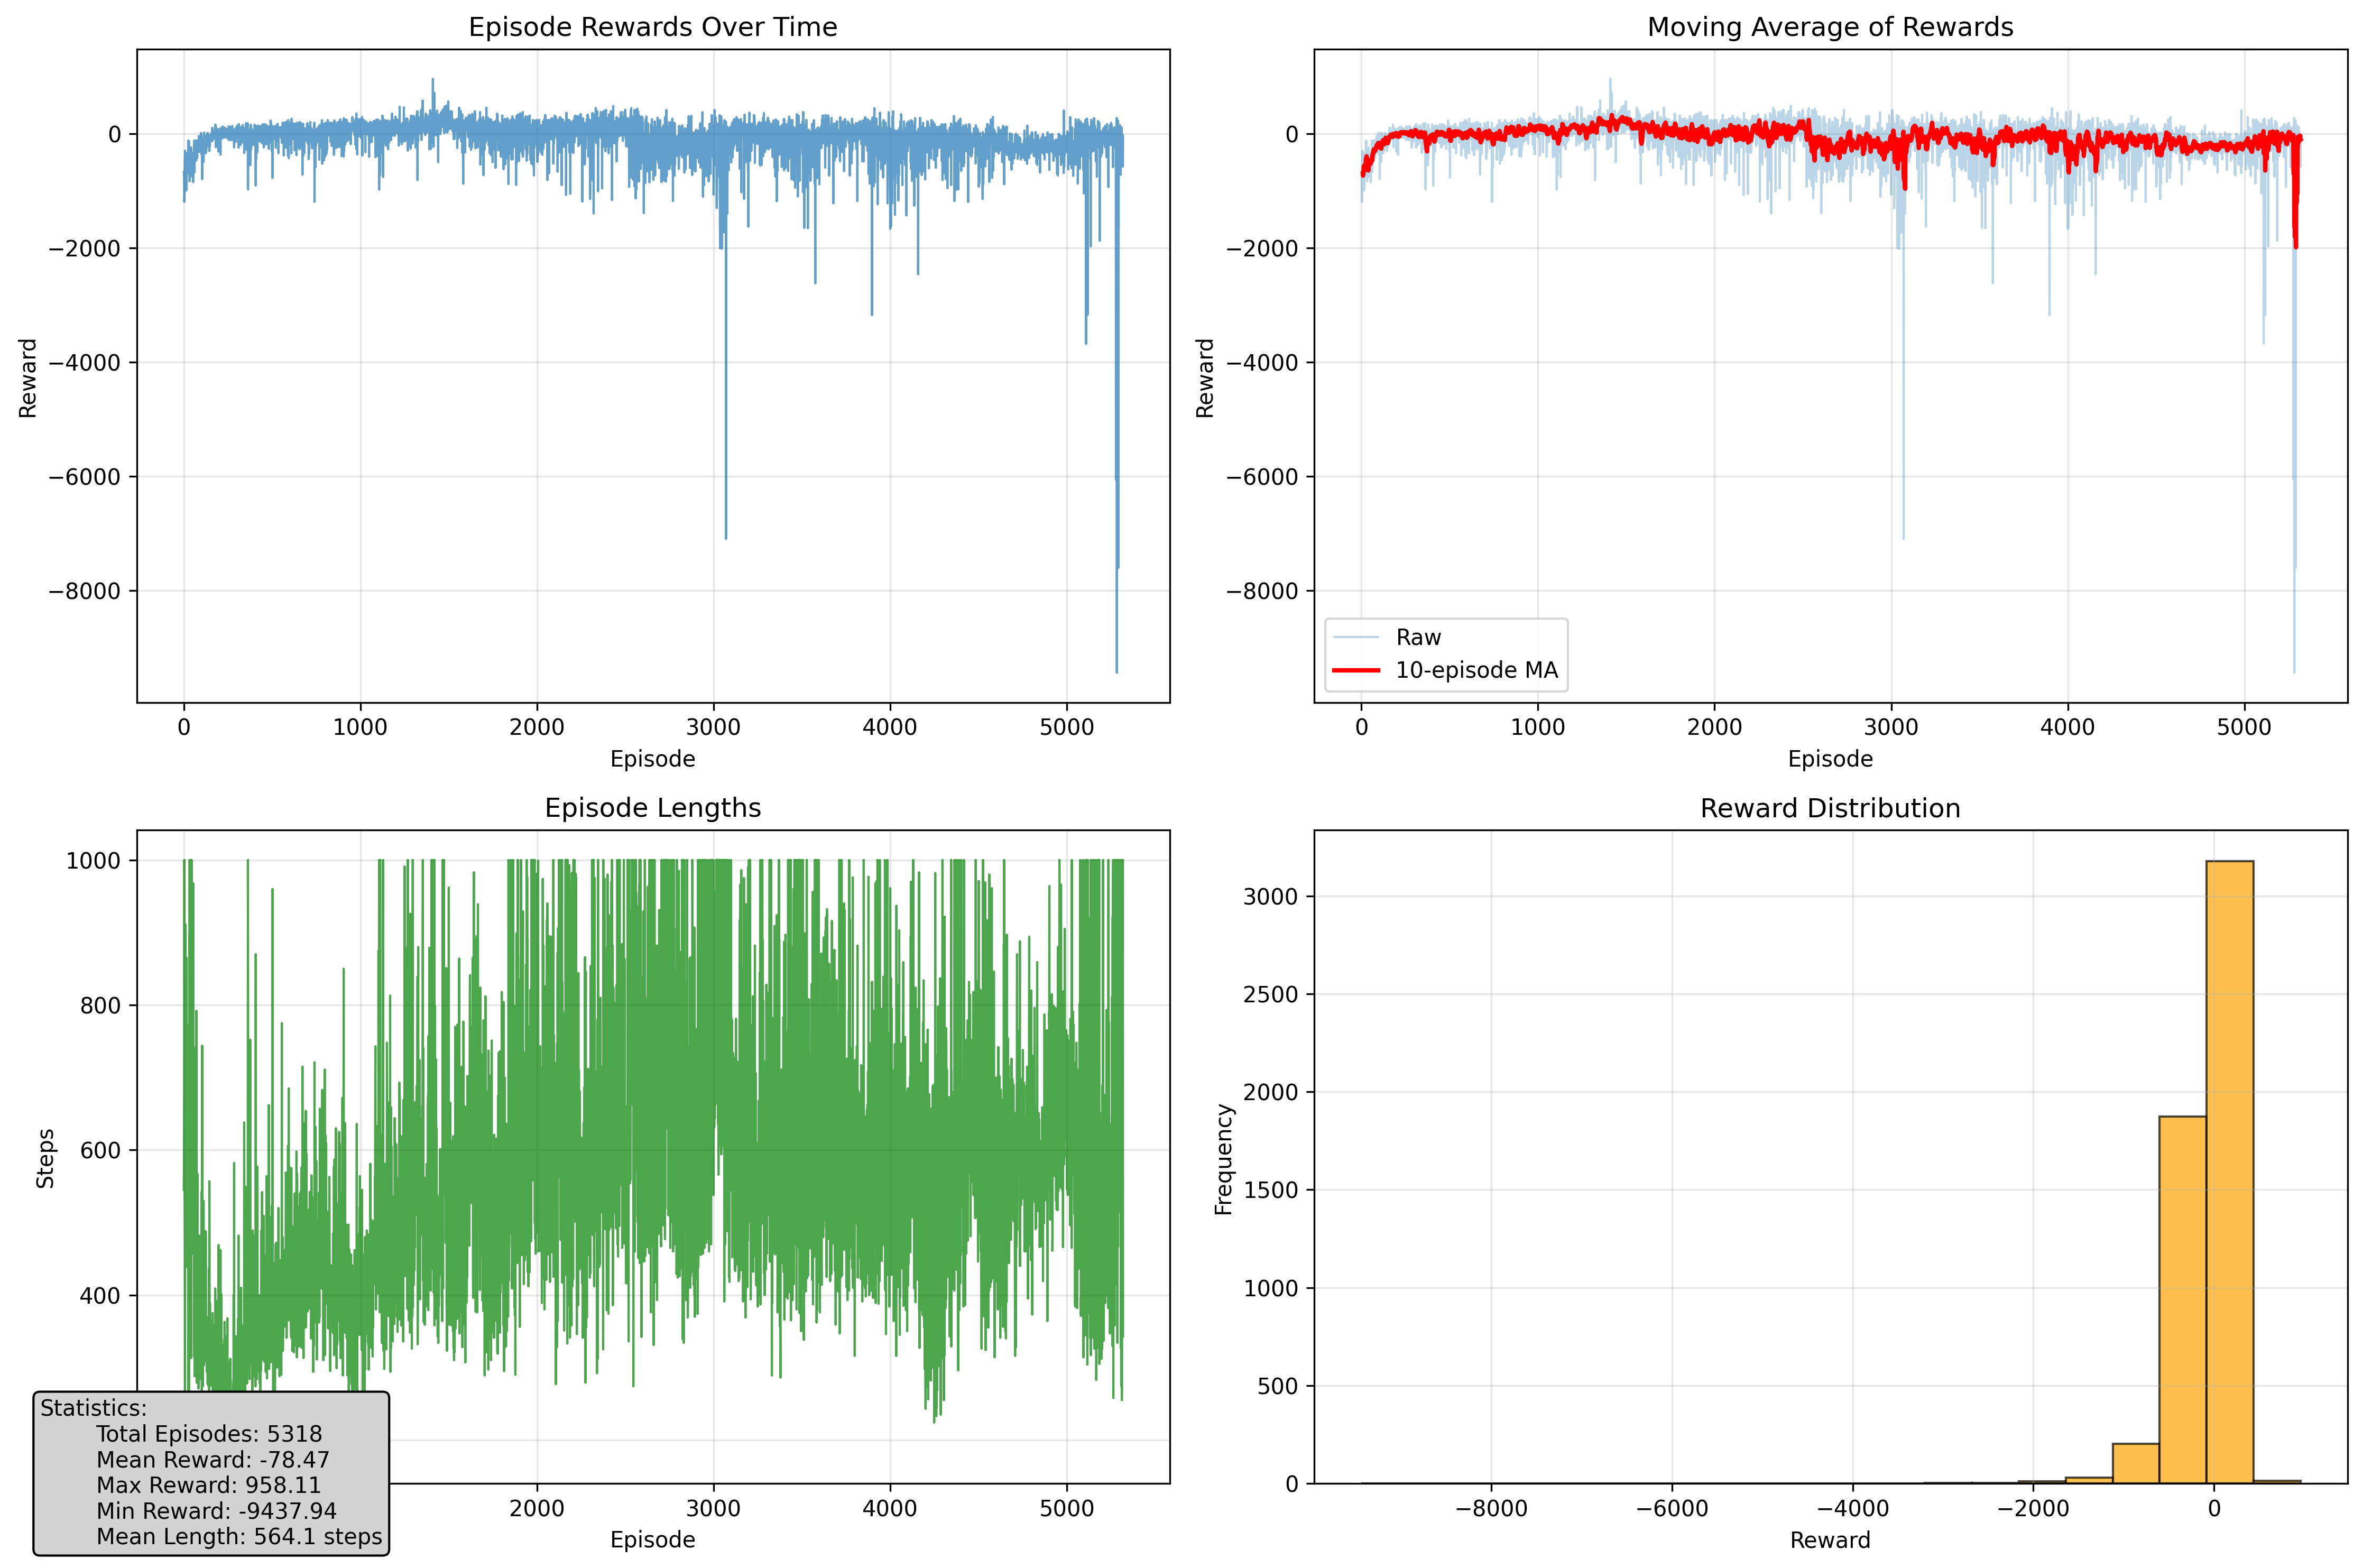 Episode Rewards Over Time
Reward
0
−2000
−4000
−6000
−8000
0 1000 2000 3000 4000 5000
Episode
Moving Average of Rewards
Reward
0
−2000
−4000
−6000
−8000
Raw
10-episode MA
0 1000 2000 3000 4000 5000
Episode
Episode Lengths
Steps
1000
800
600
400
2000 3000 4000 5000
Episode
Statistics:
Total Episodes: 5318
Mean Reward: -78.47
Max Reward: 958.11
Min Reward: -9437.94
Mean Length: 564.1 steps
Reward Distribution
Frequency
3000
2500
2000
1500
1000
500
0
−8000 −6000 −4000 −2000 0
Reward